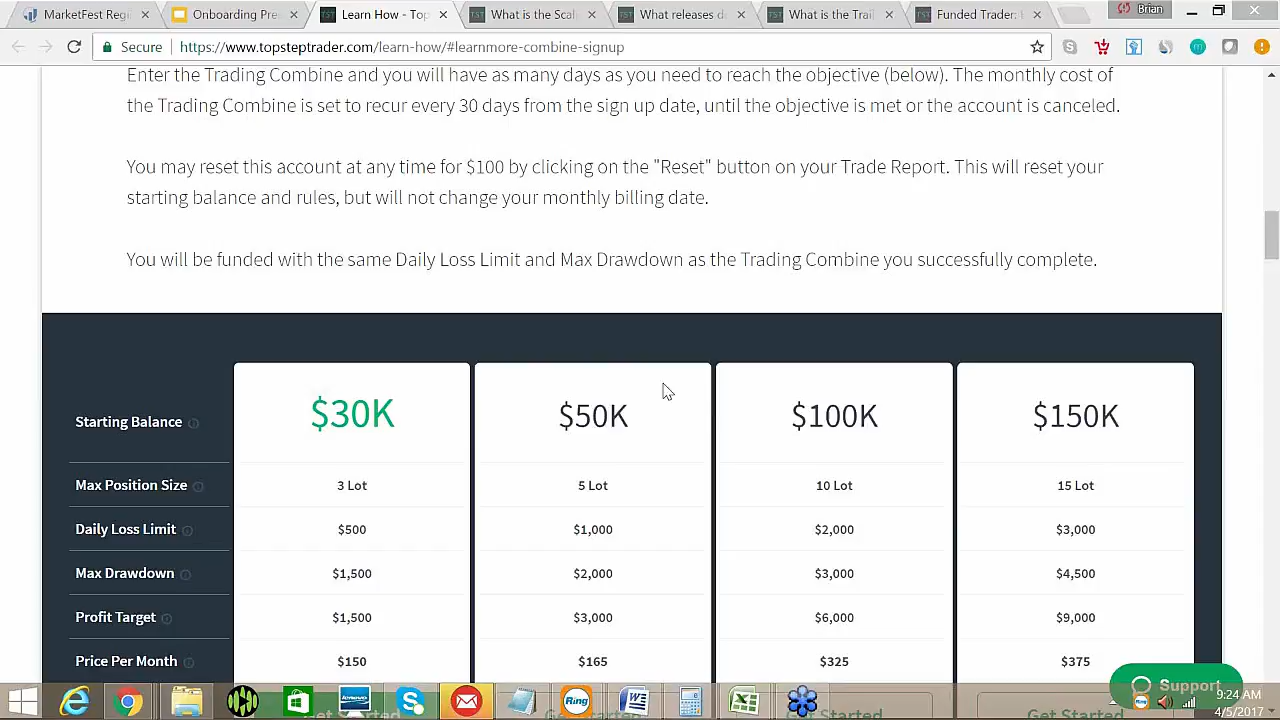 MarketFest Regi
Onboarding Pre
Learn How - Top
What is the Scal
What releases d
What is the Trail
Funded Trader:
Brian
Secure
https://www.topsteptrader.com/learn-how/#learnmore-combine-signup
Enter the Trading Combine and you will have as many days as you need to reach the objective (below). The monthly cost of
the Trading Combine is set to recur every 30 days from the sign up date, until the objective is met or the account is canceled.
You may reset this account at any time for $100 by clicking on the "Reset" button on your Trade Report. This will reset your
starting balance and rules, but will not change your monthly billing date.
You will be funded with the same Daily Loss Limit and Max Drawdown as the Trading Combine you successfully complete.
Starting Balance $30K $50K $100K $150K
Max Position Size 3 Lot 5 Lot 10 Lot 15 Lot
Daily Loss Limit $500 $1,000 $2,000 $3,000
Max Drawdown $1,500 $2,000 $3,000 $4,500
Profit Target $1,500 $3,000 $6,000 $9,000
Price Per Month $150 $165 $325 $375
Support
Get Started Get Started Get Started Get Started
lenovo
Ring
9:24 AM
4/5/2017